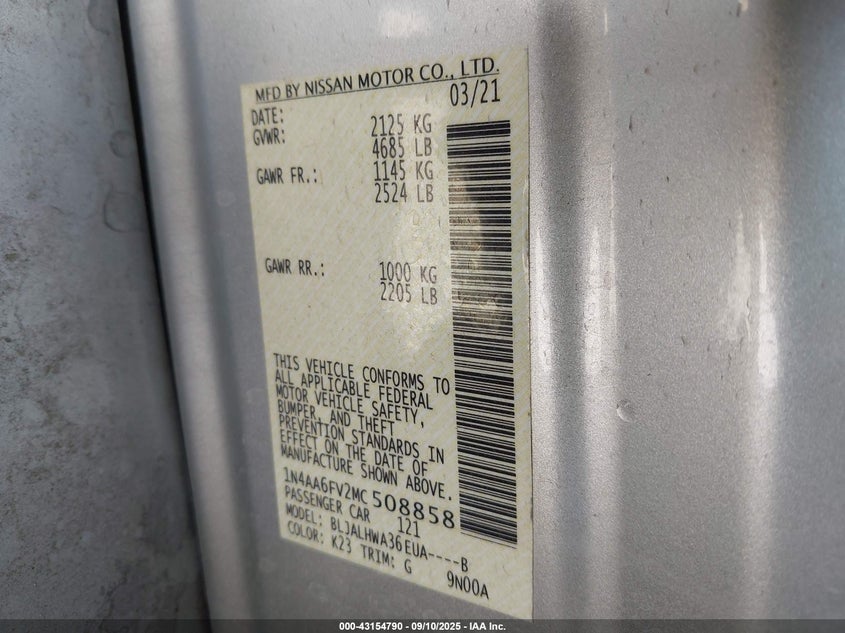 MFD BY NISSAN MOTOR CO., LTD.
DATE: 03/21
GVWR: 2125 KG
4685 LB
GAWR FR.: 1145 KG
2524 LB
GAWR RR.: 1000 KG
2205 LB
THIS VEHICLE CONFORMS TO
ALL APPLICABLE FEDERAL
MOTOR VEHICLE SAFETY,
BUMPER, AND THEFT
PREVENTION STANDARDS IN
EFFECT ON THE DATE OF
MANUFACTURE SHOWN ABOVE.
1N4AA6FV2MC508858
PASSENGER CAR 121
MODEL: BLJALHWA36EUA----B
COLOR: K23 TRIM: G 9N00A
000-43154790 - 09/10/2025 - IAA Inc.